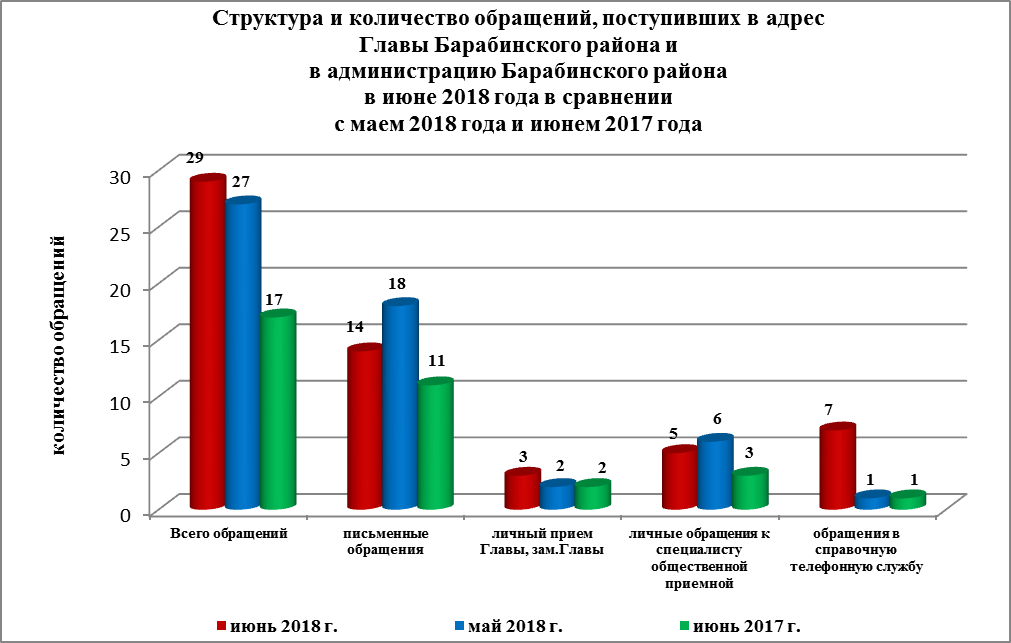 Структура и количество обращений, поступивших в адрес
Главы Барабинского района и
в администрацию Барабинского района
в июне 2018 года в сравнении
с маем 2018 года и июнем 2017 года
количество обращений
30
25
20
15
10
5
0
29
27
17
14
18
11
3
2
2
5
6
3
7
1
1
Всего обращений
письменные
обращения
личный прием
Главы, зам.Главы
личные обращения к
специалисту
общественной
приемной
обращения в
справочную
телефонную службу
июнь 2018 г.
май 2018 г.
июнь 2017 г.